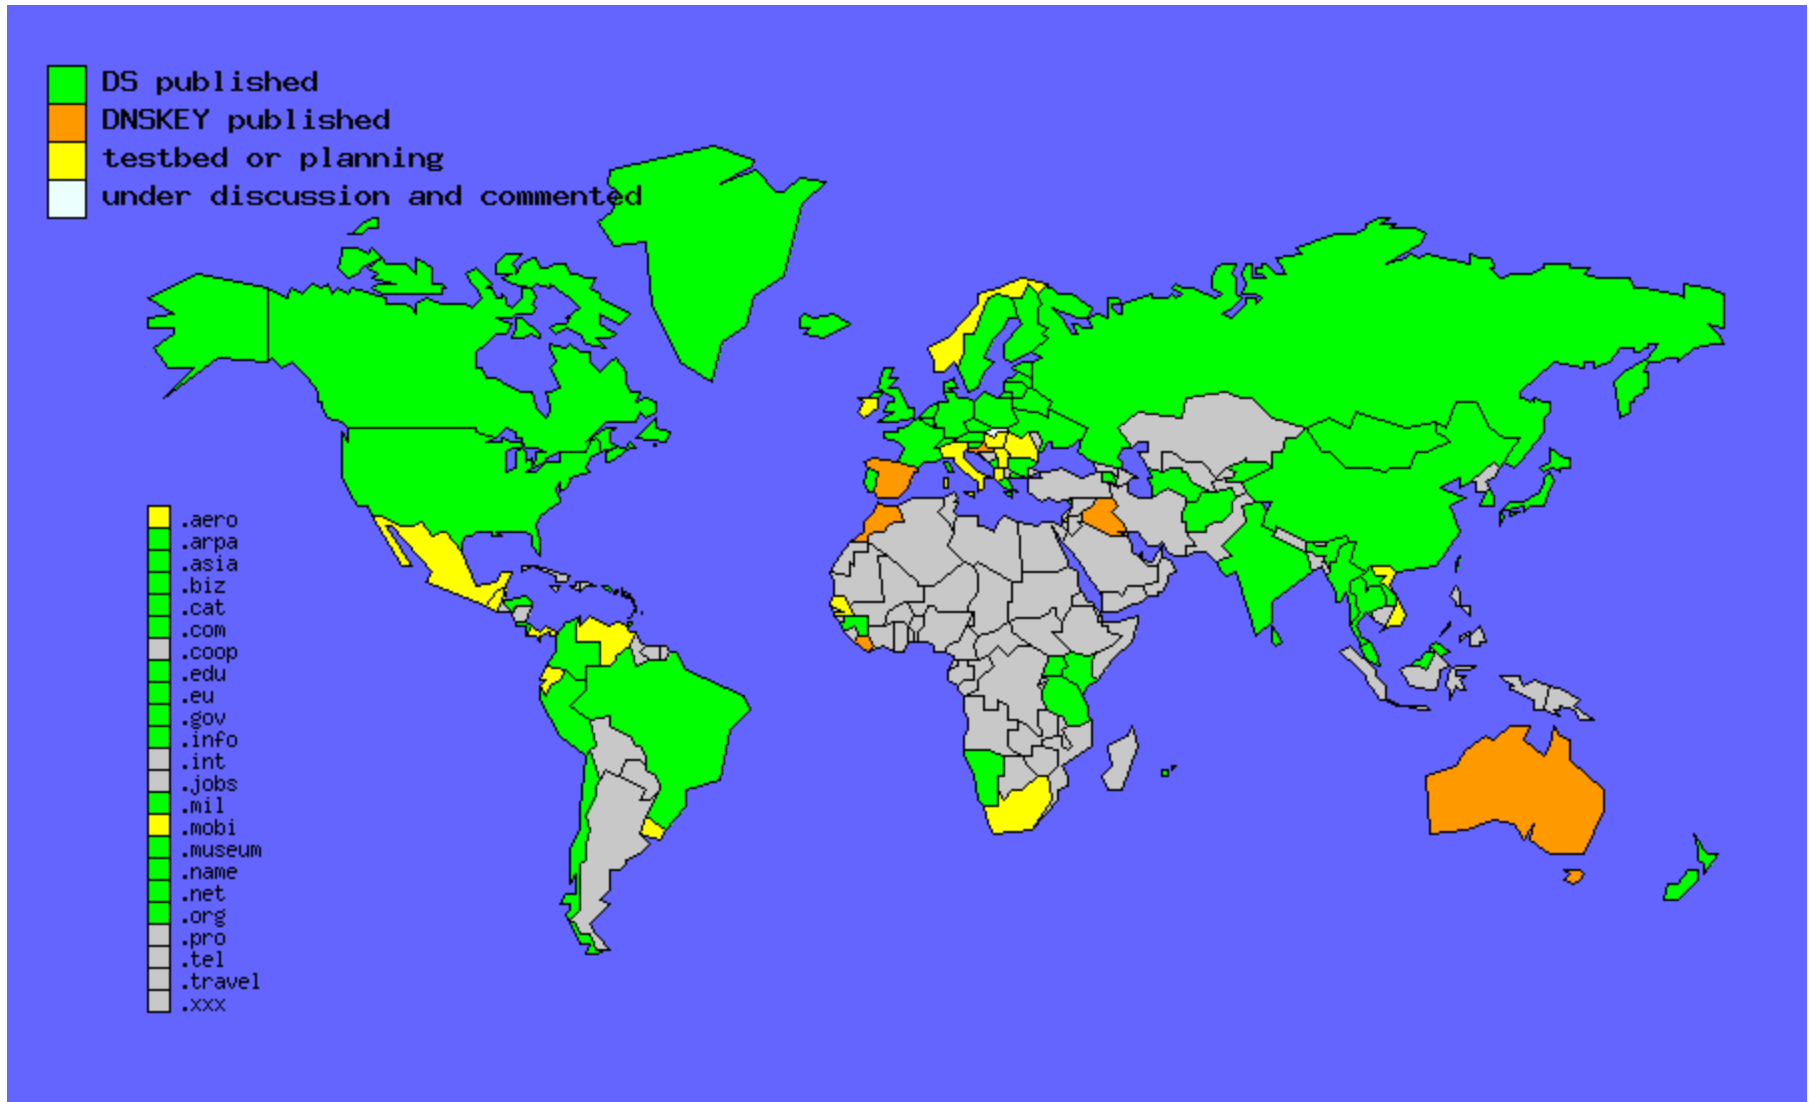 DS published
DNSKEY published
testbed or planning
under discussion and commented
.aero
.arpa
.asia
.biz
.cat
.com
.coop
.edu
.eu
.gov
.info
.int
.jobs
.mil
.mobi
.museum
.name
.net
.org
.pro
.tel
.travel
.xxx